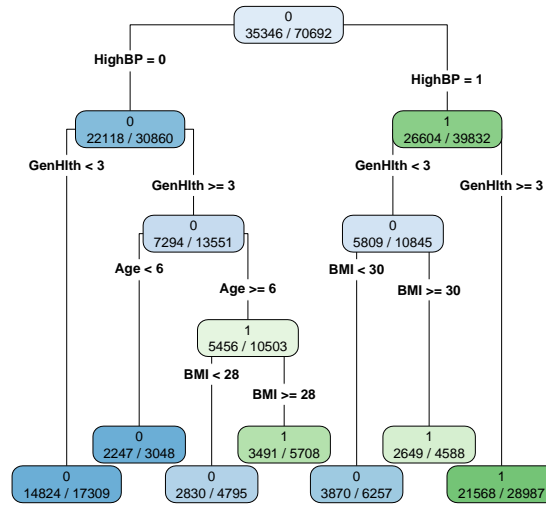 0
35346 / 70692
HighBP = 0
HighBP = 1
0
22118 / 30860
1
26604 / 39832
GenHlth < 3
GenHlth >= 3
GenHlth < 3
GenHlth >= 3
0
7294 / 13551
0
5809 / 10845
Age < 6
Age >= 6
BMI < 30
BMI >= 30
1
5456 / 10503
BMI < 28
BMI >= 28
0
2247 / 3048
1
3491 / 5708
1
2649 / 4588
0
14824 / 17309
0
2830 / 4795
0
3870 / 6257
1
21568 / 28987